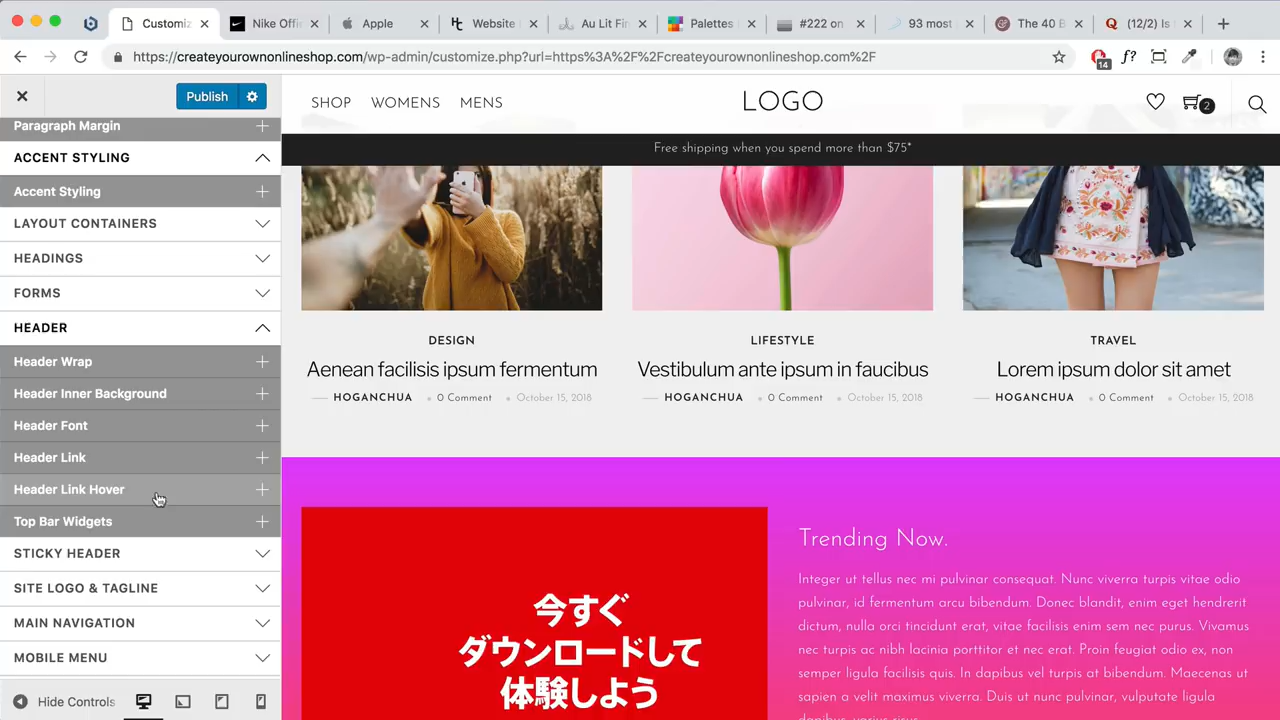 Customiz
Nike Offi
Apple
Website
Au Lit Fin
Palettes
#222 on
93 most
The 40 B
(12/2) Is
https://createyourownonlineshop.com/wp-admin/customize.php?url=https%3A%2F%2Fcreateyourownonlineshop.com%2F
14
f?
Publish
SHOP WOMENS MENS
LOGO
2
Paragraph Margin
Free shipping when you spend more than $75*
ACCENT STYLING
Accent Styling
LAYOUT CONTAINERS
HEADINGS
FORMS
HEADER
Header Wrap
Header Inner Background
Header Font
Header Link
Header Link Hover
Top Bar Widgets
STICKY HEADER
SITE LOGO & TAGLINE
MAIN NAVIGATION
MOBILE MENU
Hide Controls
DESIGN
Aenean facilisis ipsum fermentum
HOGANCHUA 0 Comment October 15, 2018
LIFESTYLE
Vestibulum ante ipsum in faucibus
HOGANCHUA 0 Comment October 15, 2018
TRAVEL
Lorem ipsum dolor sit amet
HOGANCHUA 0 Comment October 15, 2018
今すぐ
ダウンロードして
体験しよう
Trending Now.
Integer ut tellus nec mi pulvinar consequat. Nunc viverra turpis vitae odio
pulvinar, id fermentum arcu bibendum. Donec blandit, enim eget hendrerit
dictum, nulla orci tincidunt erat, vitae facilisis enim sem nec purus. Vivamus
nec turpis ac nibh lacinia porttitor et nec erat. Proin feugiat odio ex, non
semper ligula facilisis quis. In dapibus vel turpis at bibendum. Maecenas ut
sapien a velit maximus viverra. Duis ut nunc pulvinar, vulputate ligula